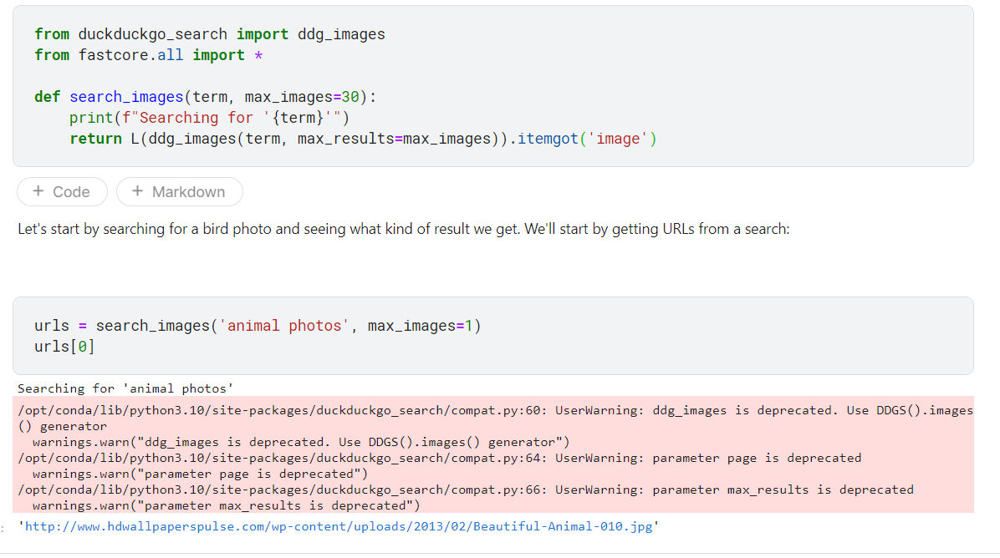 from duckduckgo_search import ddg_images
from fastcore.all import *
def search_images(term, max_images=30):
    print(f"Searching for '{term}'")
    return L(ddg_images(term, max_results=max_images)).itemgot('image')
+ Code + Markdown
Let's start by searching for a bird photo and seeing what kind of result we get. We'll start by getting URLs from a search:
urls = search_images('animal photos', max_images=1)
urls[0]
Searching for 'animal photos'
/opt/conda/lib/python3.10/site-packages/duckduckgo_search/compat.py:60: UserWarning: ddg_images is deprecated. Use DDGS().images
() generator
  warnings.warn("ddg_images is deprecated. Use DDGS().images() generator")
/opt/conda/lib/python3.10/site-packages/duckduckgo_search/compat.py:64: UserWarning: parameter page is deprecated
  warnings.warn("parameter page is deprecated")
/opt/conda/lib/python3.10/site-packages/duckduckgo_search/compat.py:66: UserWarning: parameter max_results is deprecated
  warnings.warn("parameter max_results is deprecated")
: 'http://www.hdwallpaperspulse.com/wp-content/uploads/2013/02/Beautiful-Animal-010.jpg'